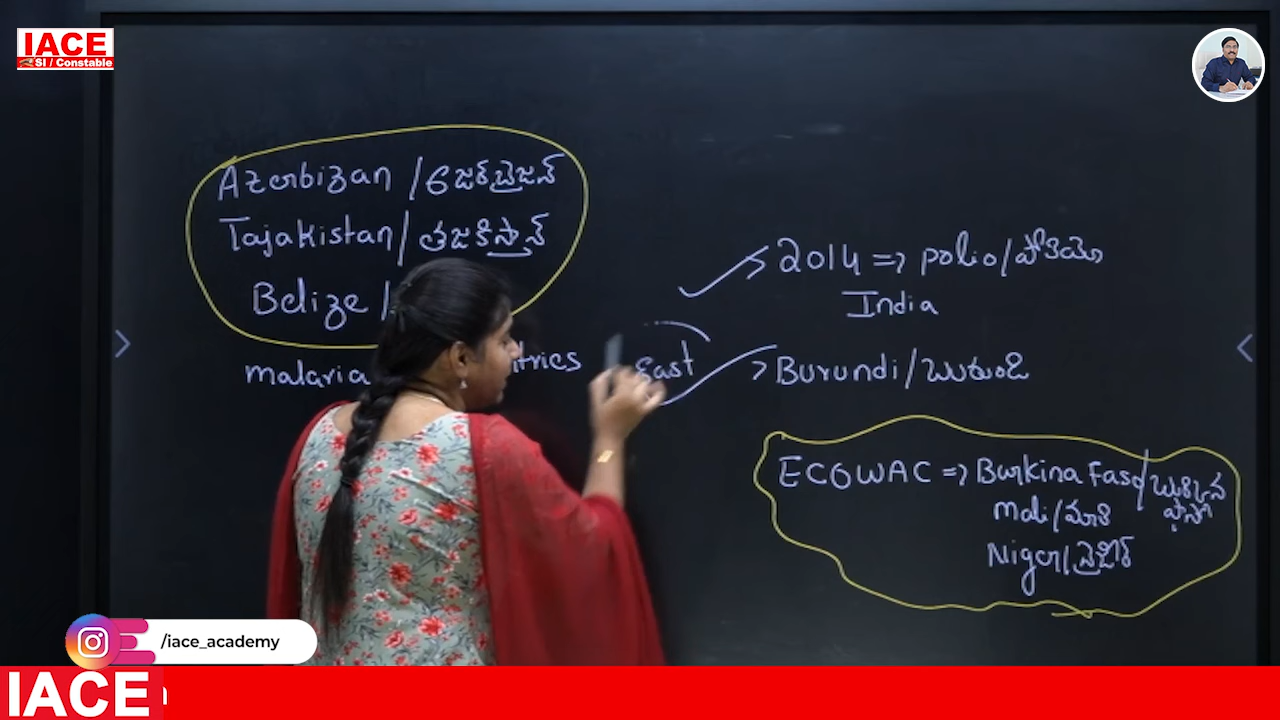 IACE
SI / Constable
Azerbizan / అజర్‌బైజన్
Tajakistan / తజకిస్తాన్
Belize /
malaria
East
2014 => polio / పోలియో
India
Burundi / బురుండి
ECOWAC => Burkina Faso / బుర్కిన ఫాసో
Mali / మాలి
Niger / నైజర్
/iace_academy
IACE